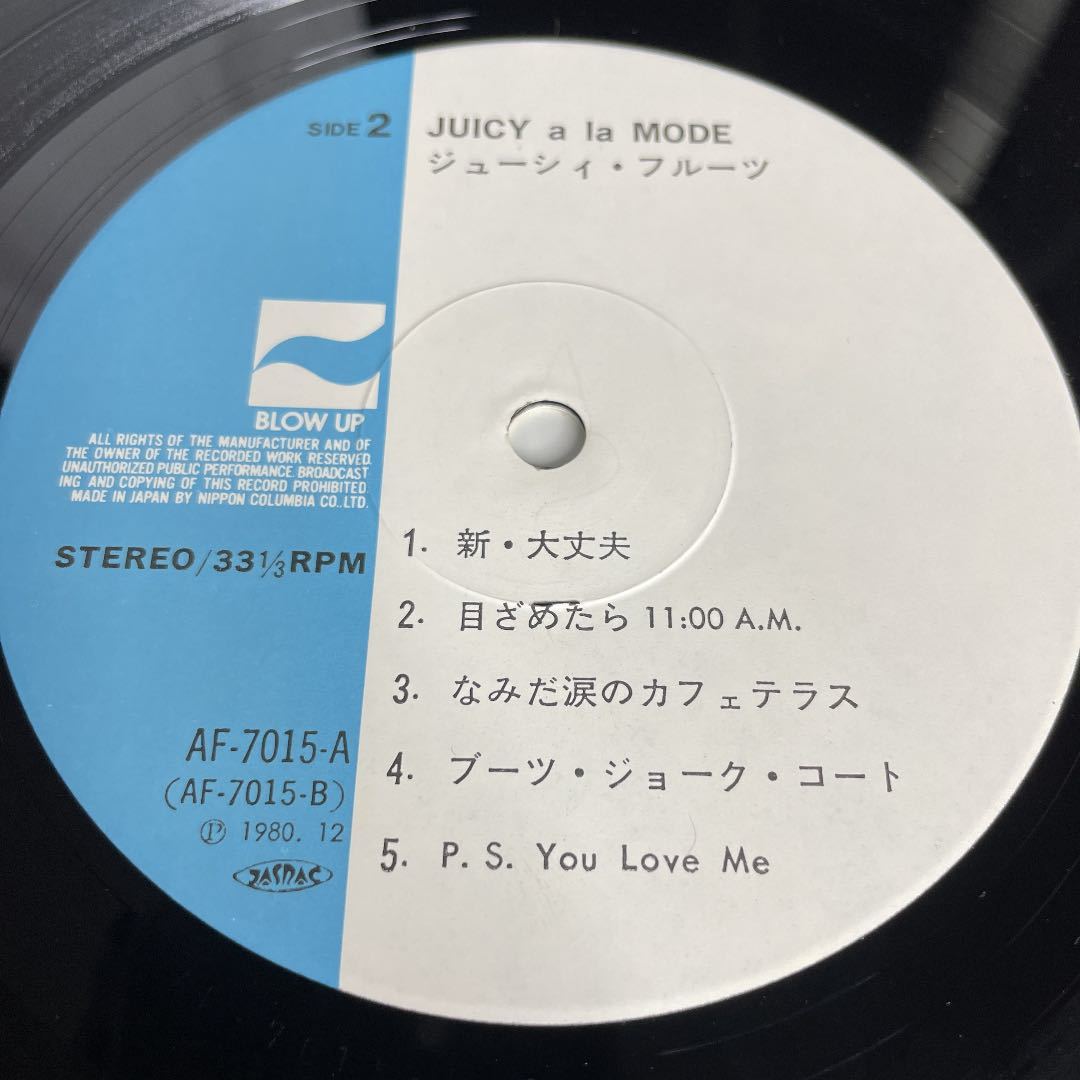 SIDE 2
JUICY a la MODE
ジューシィ・フルーツ
BLOW UP
ALL RIGHTS OF THE MANUFACTURER AND OF
THE OWNER OF THE RECORDED WORK RESERVED.
UNAUTHORIZED PUBLIC PERFORMANCE BROADCAST
ING AND COPYING OF THIS RECORD PROHIBITED
MADE IN JAPAN BY NIPPON COLUMBIA CO.,LTD.
STEREO/33 1/3 RPM
1. 新・大丈夫
2. 目ざめたら 11:00 A.M.
3. なみだ涙のカフェテラス
4. ブーツ・ジョーク・コート
5. P. S. You Love Me
AF-7015-A
(AF-7015-B)
Ⓟ 1980. 12
JASRAC